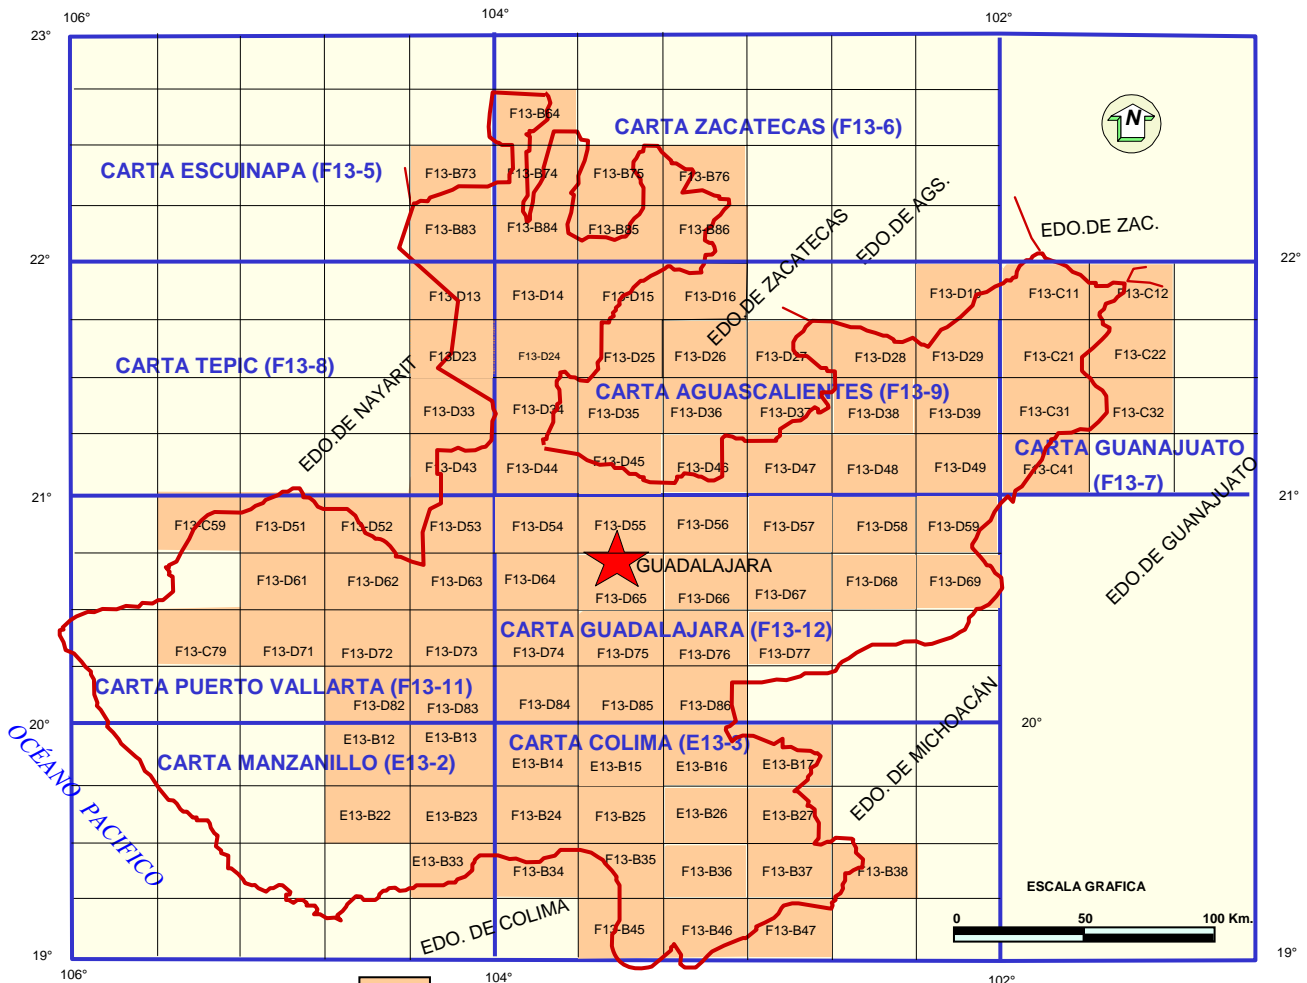 106°
104°
102°
23°
F13-B64
CARTA ZACATECAS (F13-6)
N
CARTA ESCUINAPA (F13-5)
F13-B73
F13-B74
F13-B75
F13-B76
EDO.DE AGS.
EDO.DE ZAC.
F13-B83
F13-B84
F13-B85
F13-B86
EDO.DE ZACATECAS
22°
22°
F13-D13
F13-D14
F13-D15
F13-D16
F13-D19
F13-C11
F13-C12
CARTA TEPIC (F13-8)
F13D23
F13-D24
F13-D25
F13-D26
F13-D27
F13-D28
F13-D29
F13-C21
F13-C22
CARTA AGUASCALIENTES (F13-9)
EDO.DE NAYARIT
F13-D33
F13-D34
F13-D35
F13-D36
F13-D37
F13-D38
F13-D39
F13-C31
F13-C32
CARTA GUANAJUATO
(F13-7)
F13-D43
F13-D44
F13-D45
F13-D46
F13-D47
F13-D48
F13-D49
F13-C41
21°
21°
F13-C59
F13-D51
F13-D52
F13-D53
F13-D54
F13-D55
F13-D56
F13-D57
F13-D58
F13-D59
EDO.DE GUANAJUATO
GUADALAJARA
F13-D61
F13-D62
F13-D63
F13-D64
F13-D65
F13-D66
F13-D67
F13-D68
F13-D69
CARTA GUADALAJARA (F13-12)
F13-C79
F13-D71
F13-D72
F13-D73
F13-D74
F13-D75
F13-D76
F13-D77
CARTA PUERTO VALLARTA (F13-11)
F13-D82
F13-D83
F13-D84
F13-D85
F13-D86
20°
20°
EDO. DE MICHOACÁN
OCÉANO PACIFICO
E13-B12
E13-B13
CARTA COLIMA (E13-3)
CARTA MANZANILLO (E13-2)
E13-B14
E13-B15
E13-B16
E13-B17
E13-B22
E13-B23
F13-B24
F13-B25
E13-B26
E13-B27
E13-B33
F13-B34
F13-B35
F13-B36
F13-B37
F13-B38
ESCALA GRAFICA
EDO. DE COLIMA
F13-B45
F13-B46
F13-B47
0
50
100 Km.
19°
19°
106°
104°
102°